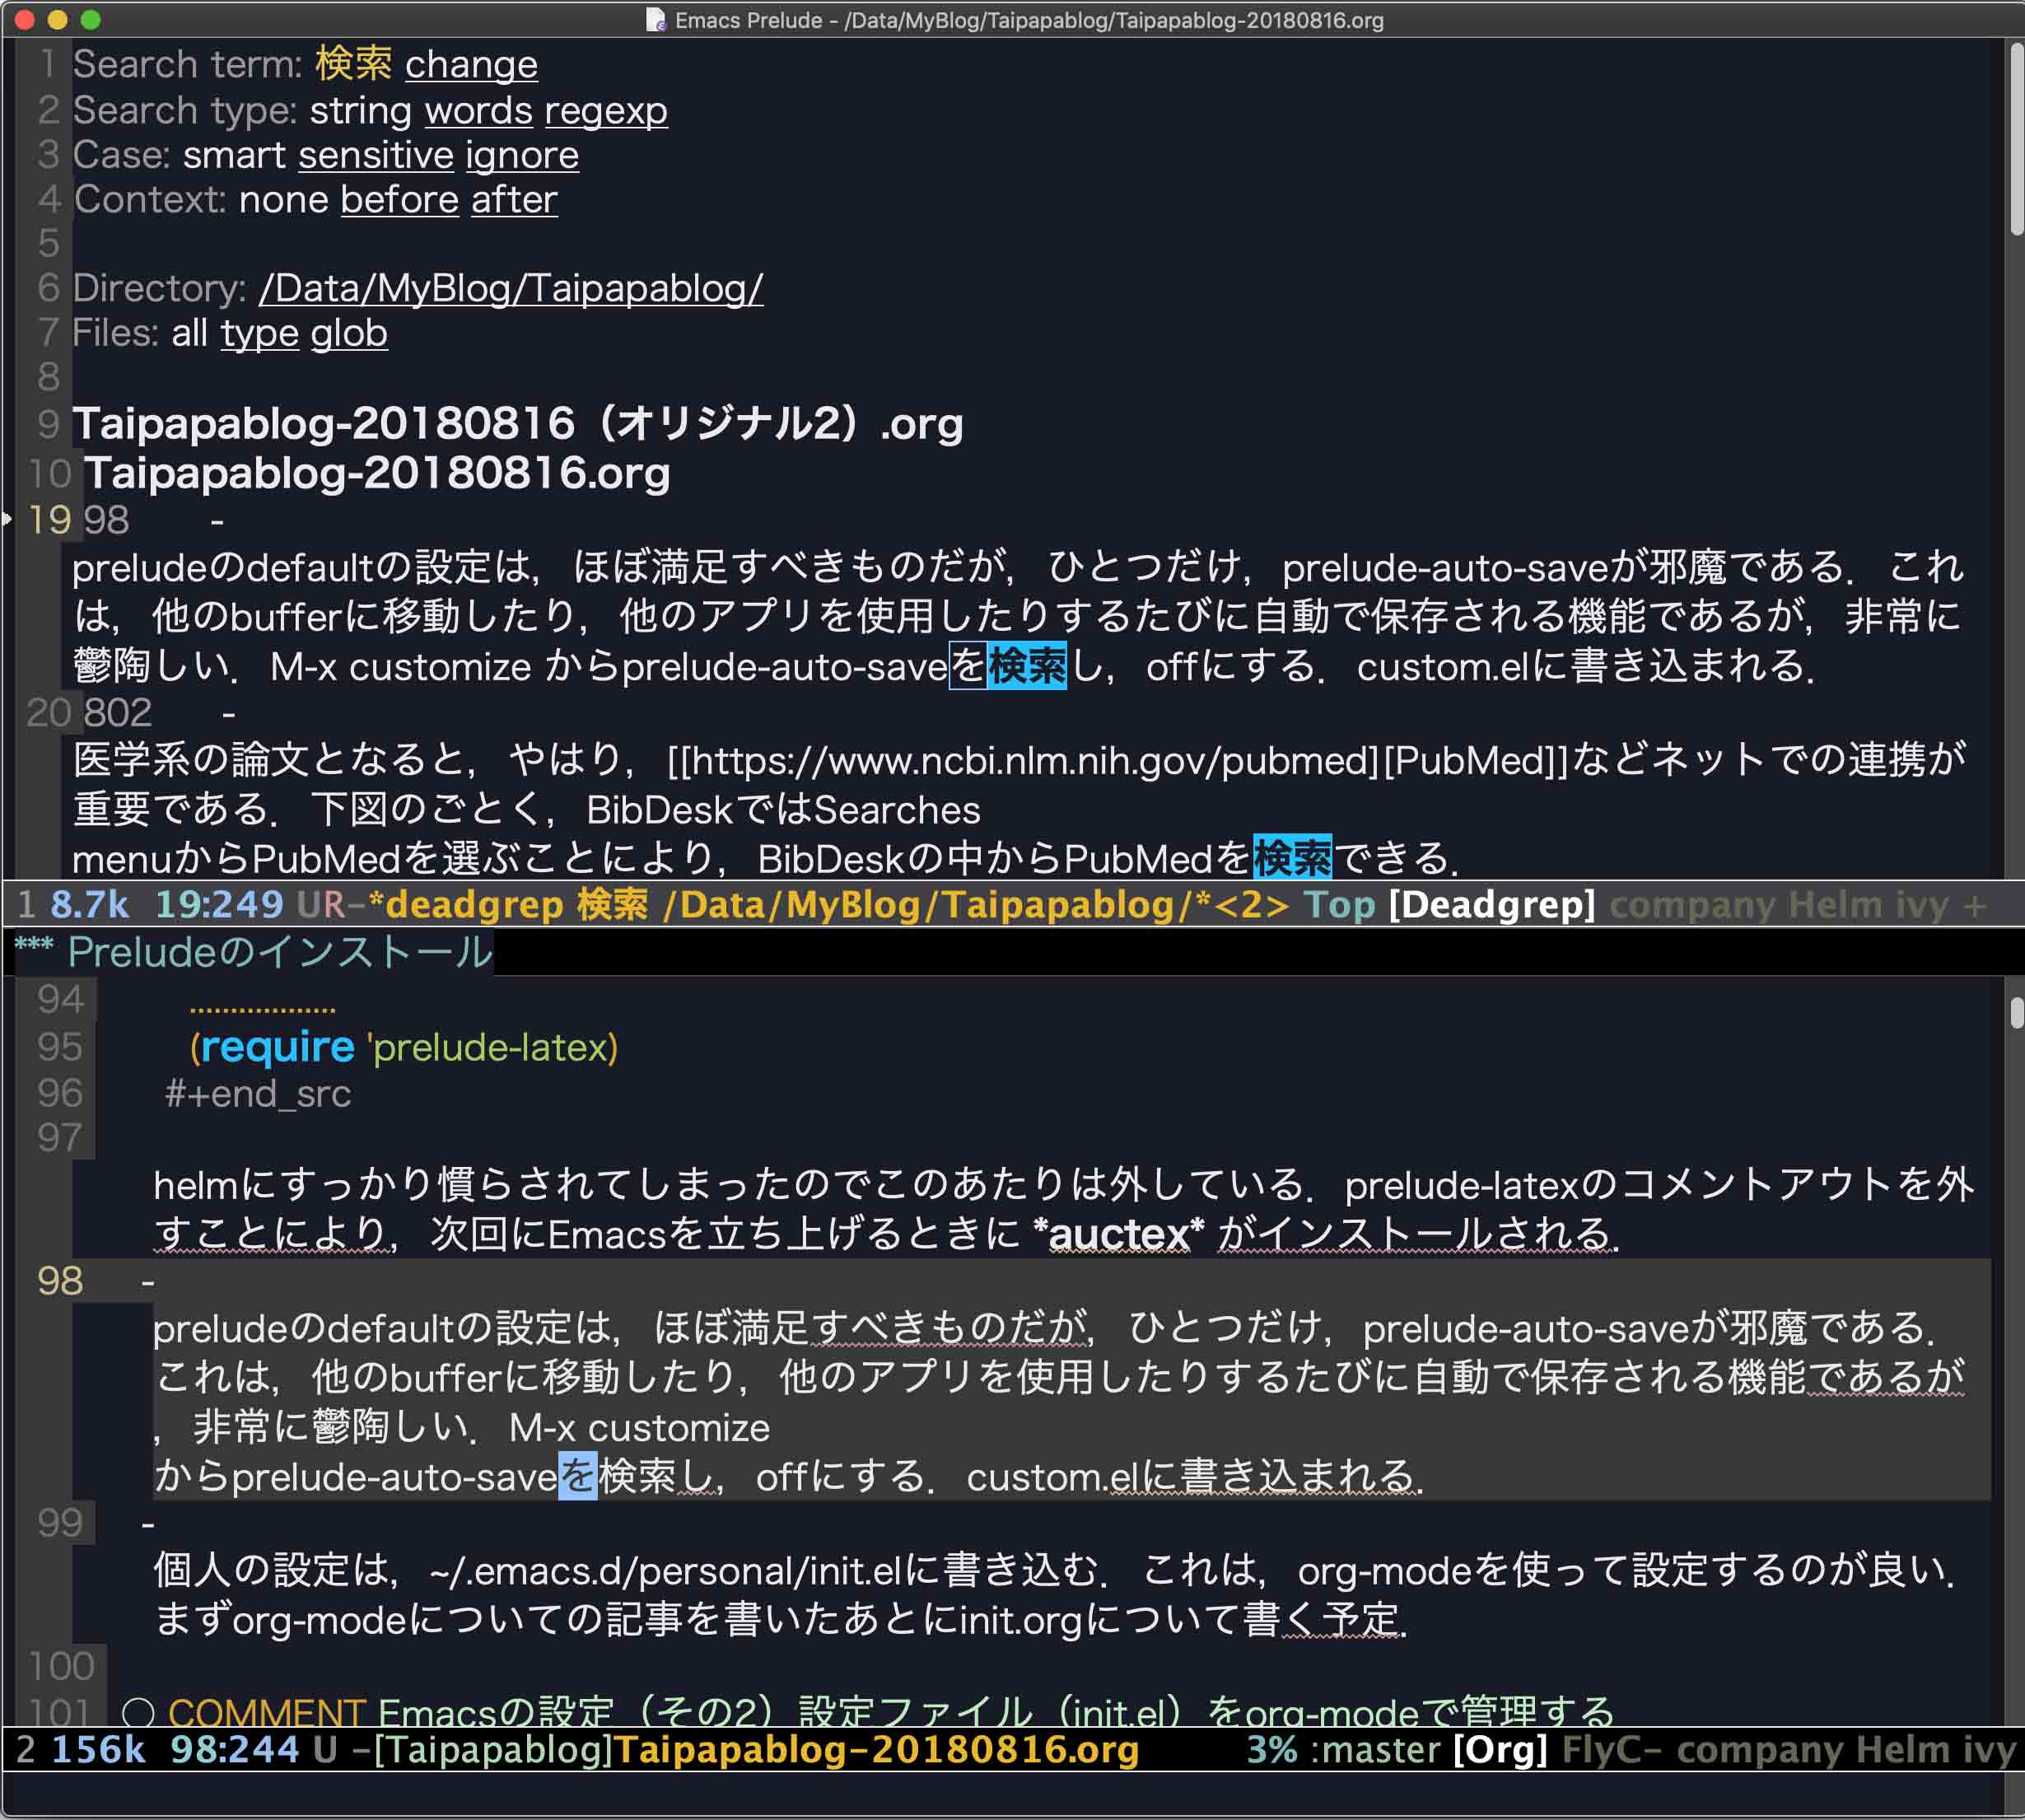 Emacs Prelude - /Data/MyBlog/Taipapablog/Taipapablog-20180816.org
1 Search term: 検索 change
2 Search type: string words regexp
3 Case: smart sensitive ignore
4 Context: none before after
5
6 Directory: /Data/MyBlog/Taipapablog/
7 Files: all type glob
8
9 Taipapablog-20180816（オリジナル2）.org
10 Taipapablog-20180816.org
19 98 -
preludeのdefaultの設定は，ほぼ満足すべきものだが，ひとつだけ，prelude-auto-saveが邪魔である．これ
は，他のbufferに移動したり，他のアプリを使用したりするたびに自動で保存される機能であるが，非常に
鬱陶しい．M-x customize からprelude-auto-saveを検索し，offにする．custom.elに書き込まれる．
20 802 -
医学系の論文となると，やはり，[[https://www.ncbi.nlm.nih.gov/pubmed][PubMed]]などネットでの連携が
重要である．下図のごとく，BibDeskではSearches
menuからPubMedを選ぶことにより，BibDeskの中からPubMedを検索できる．
1 8.7k 19:249 UR-*deadgrep 検索 /Data/MyBlog/Taipapablog/*<2> Top [Deadgrep] company Helm ivy +
*** Preludeのインストール
94 ..................
95 (require 'prelude-latex)
96 #+end_src
97
helmにすっかり慣らされてしまったのでこのあたりは外している．prelude-latexのコメントアウトを外
すことにより，次回にEmacsを立ち上げるときに *auctex* がインストールされる．
98 -
preludeのdefaultの設定は，ほぼ満足すべきものだが，ひとつだけ，prelude-auto-saveが邪魔である．
これは，他のbufferに移動したり，他のアプリを使用したりするたびに自動で保存される機能であるが
，非常に鬱陶しい．M-x customize
からprelude-auto-saveを検索し，offにする．custom.elに書き込まれる．
99 -
個人の設定は，~/.emacs.d/personal/init.elに書き込む．これは，org-modeを使って設定するのが良い．
まずorg-modeについての記事を書いたあとにinit.orgについて書く予定．
100
101 ○ COMMENT Emacsの設定（その2）設定ファイル（init.el）をorg-modeで管理する
2 156k 98:244 U -[Taipapablog]Taipapablog-20180816.org 3% :master [Org] FlyC- company Helm ivy